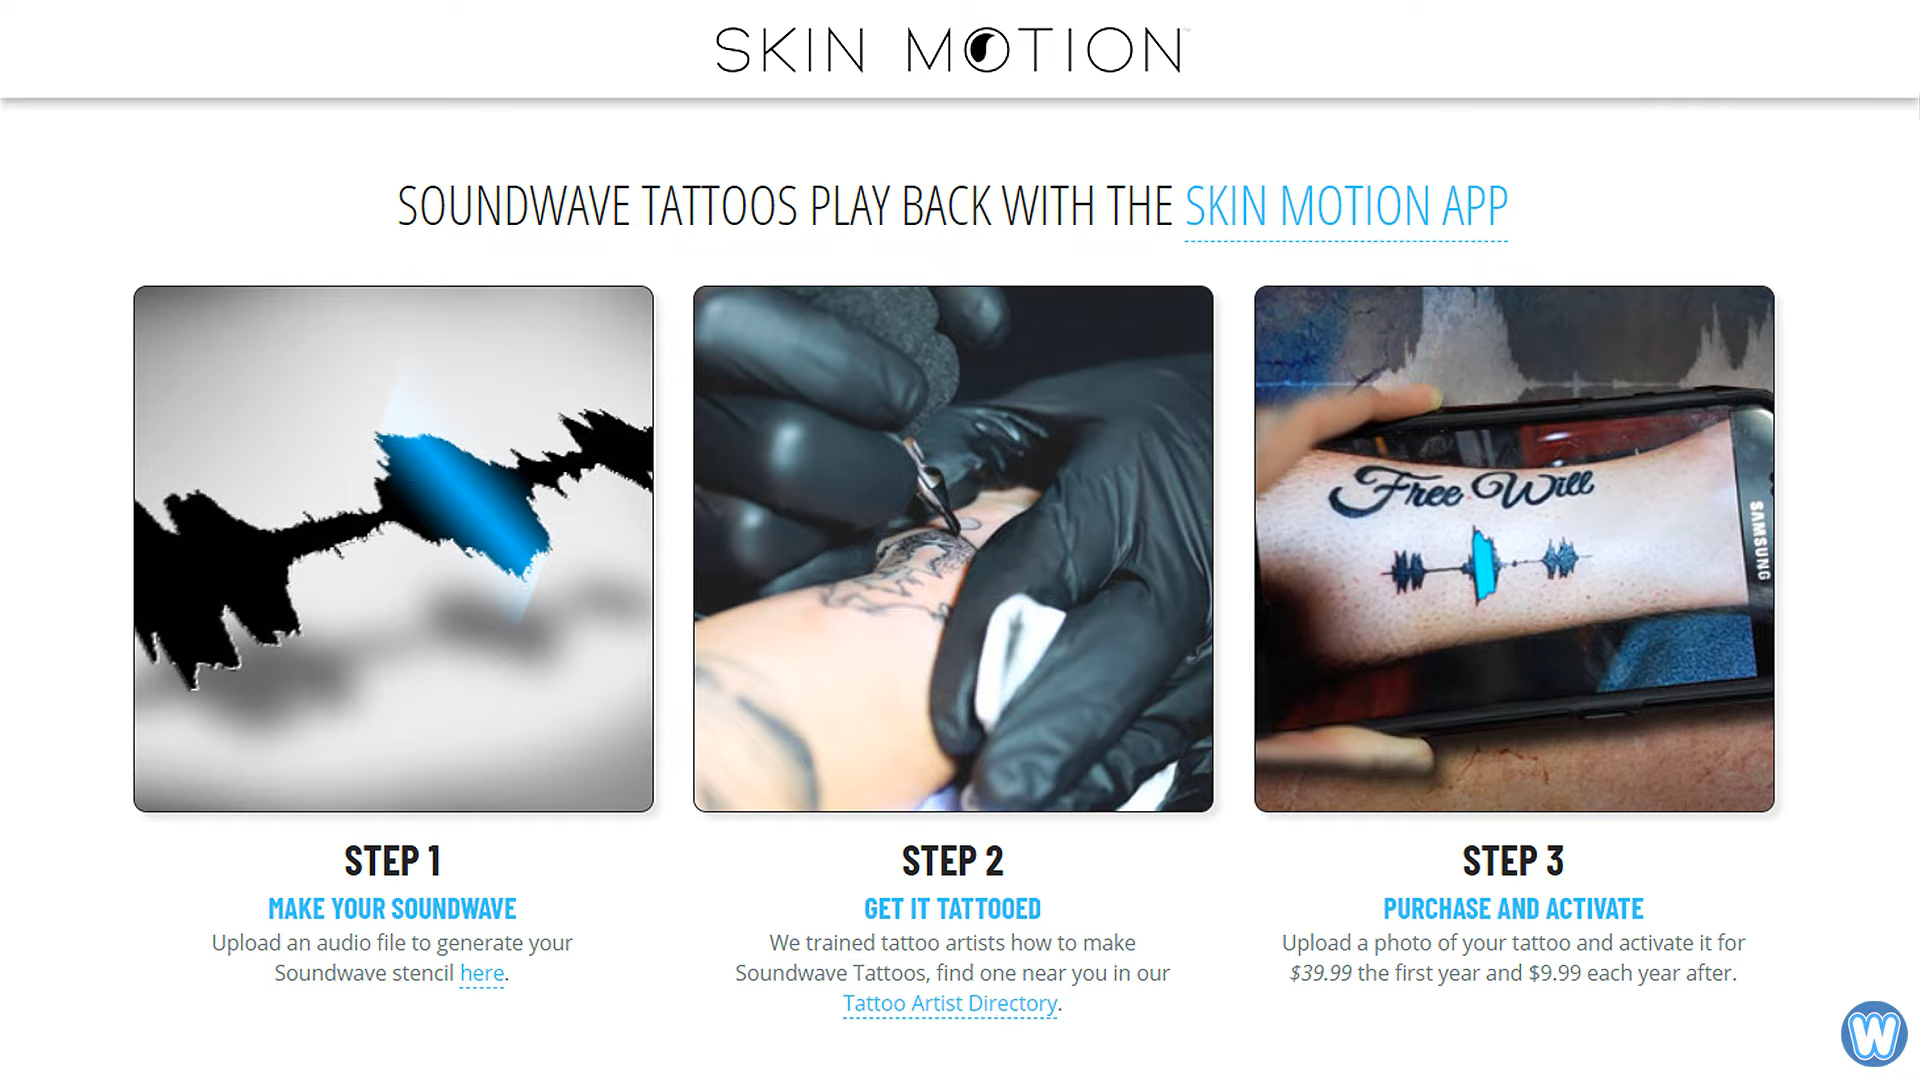 SKIN MOTION
SOUNDWAVE TATTOOS PLAY BACK WITH THE SKIN MOTION APP
Free Will
SAMSUNG
STEP 1
MAKE YOUR SOUNDWAVE
Upload an audio file to generate your
Soundwave stencil here.
STEP 2
GET IT TATTOOED
We trained tattoo artists how to make
Soundwave Tattoos, find one near you in our
Tattoo Artist Directory.
STEP 3
PURCHASE AND ACTIVATE
Upload a photo of your tattoo and activate it for
$39.99 the first year and $9.99 each year after.
W